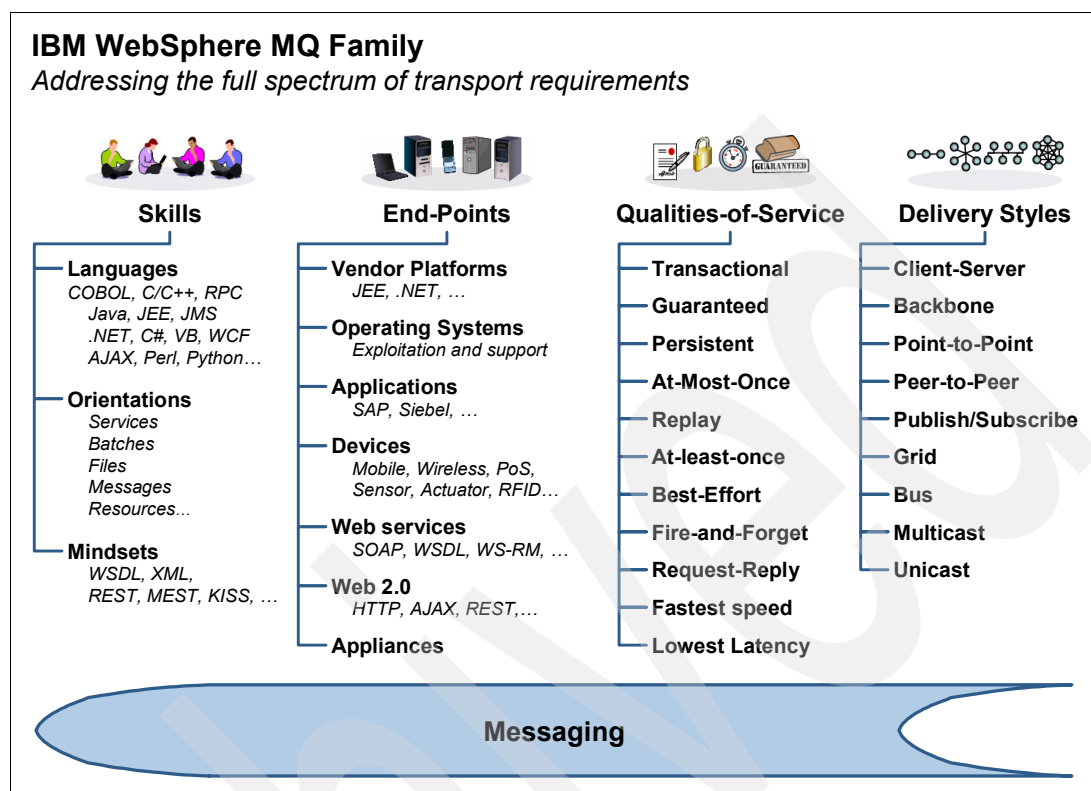 IBM WebSphere MQ Family
Addressing the full spectrum of transport requirements
GUARANTEED
Skills
Languages
COBOL, C/C++, RPC
Java, JEE, JMS
.NET, C#, VB, WCF
AJAX, Perl, Python…
Orientations
Services
Batches
Files
Messages
Resources…
Mindsets
WSDL, XML,
REST, MEST, KISS, …
End-Points
Vendor Platforms
JEE, .NET, …
Operating Systems
Exploitation and support
Applications
SAP, Siebel, …
Devices
Mobile, Wireless, PoS,
Sensor, Actuator, RFID…
Web services
SOAP, WSDL, WS-RM, …
Web 2.0
HTTP, AJAX, REST,…
Appliances
Qualities-of-Service
Transactional
Guaranteed
Persistent
At-Most-Once
Replay
At-least-once
Best-Effort
Fire-and-Forget
Request-Reply
Fastest speed
Lowest Latency
Delivery Styles
Client-Server
Backbone
Point-to-Point
Peer-to-Peer
Publish/Subscribe
Grid
Bus
Multicast
Unicast
Messaging